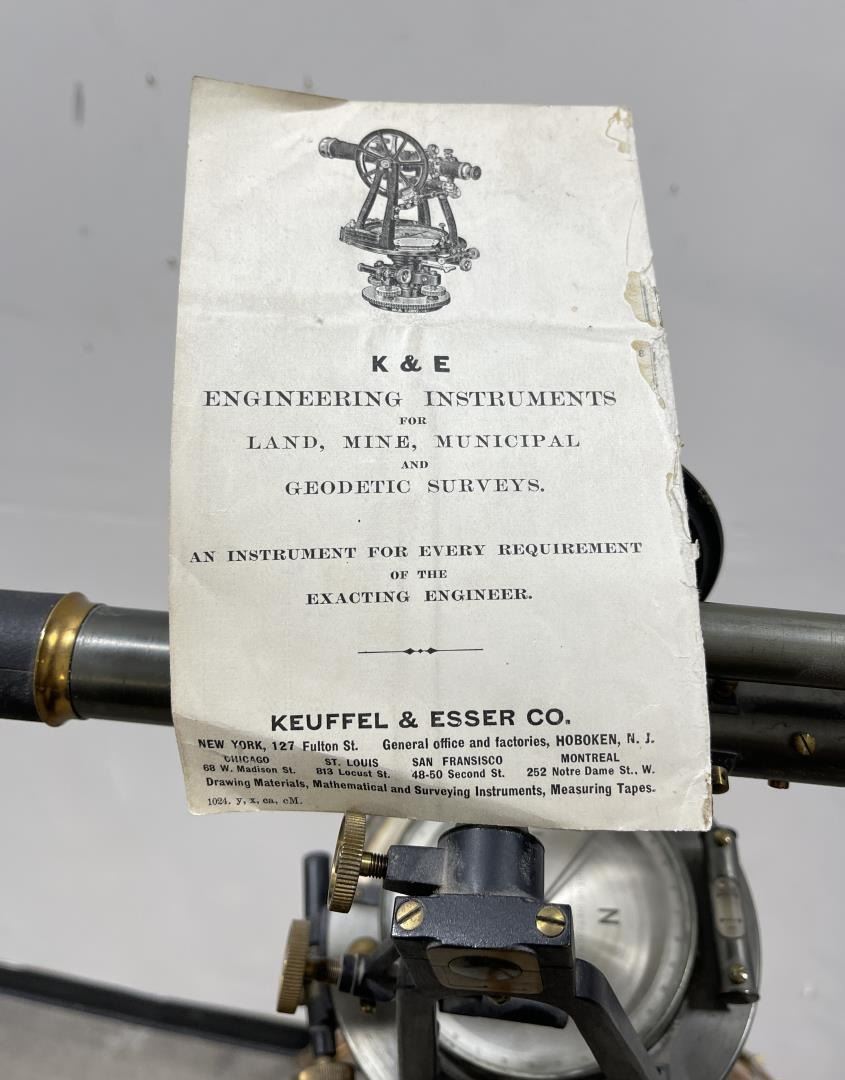 K & E
ENGINEERING INSTRUMENTS
FOR
LAND, MINE, MUNICIPAL
AND
GEODETIC SURVEYS.
AN INSTRUMENT FOR EVERY REQUIREMENT
OF THE
EXACTING ENGINEER.
KEUFFEL & ESSER CO.
NEW YORK, 127 Fulton St. General office and factories, HOBOKEN, N. J.
CHICAGO ST. LOUIS SAN FRANSISCO MONTREAL
68 W. Madison St. 813 Locust St. 48-50 Second St. 252 Notre Dame St., W.
Drawing Materials, Mathematical and Surveying Instruments, Measuring Tapes.
1024. y, x, ea, cM.
N